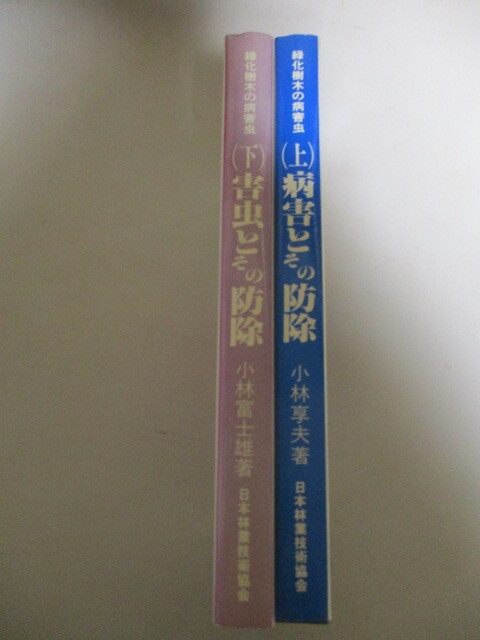 緑化樹木の病害虫
(上)病害とその防除
小林享夫著
日本林業技術協会
緑化樹木の病害虫
(下)害虫とその防除
小林富士雄著
日本林業技術協会